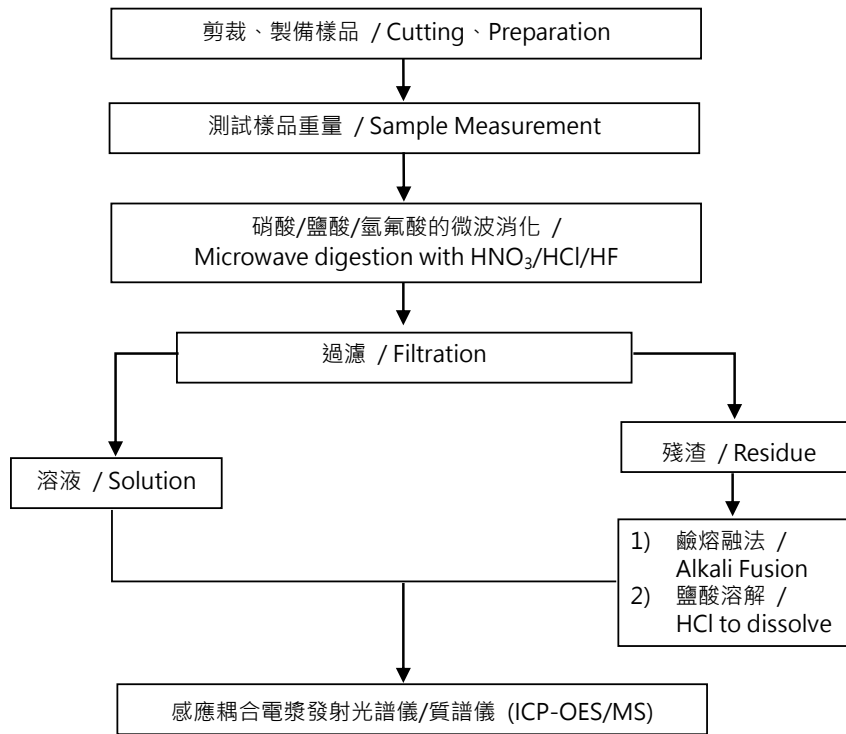 剪裁、製備樣品 / Cutting、Preparation
測試樣品重量 / Sample Measurement
硝酸/鹽酸/氫氟酸的微波消化 /
Microwave digestion with HNO₃/HCl/HF
過濾 / Filtration
溶液 / Solution
殘渣 / Residue
1) 鹼熔融法 /
Alkali Fusion
2) 鹽酸溶解 /
HCl to dissolve
感應耦合電漿發射光譜儀/質譜儀 (ICP-OES/MS)